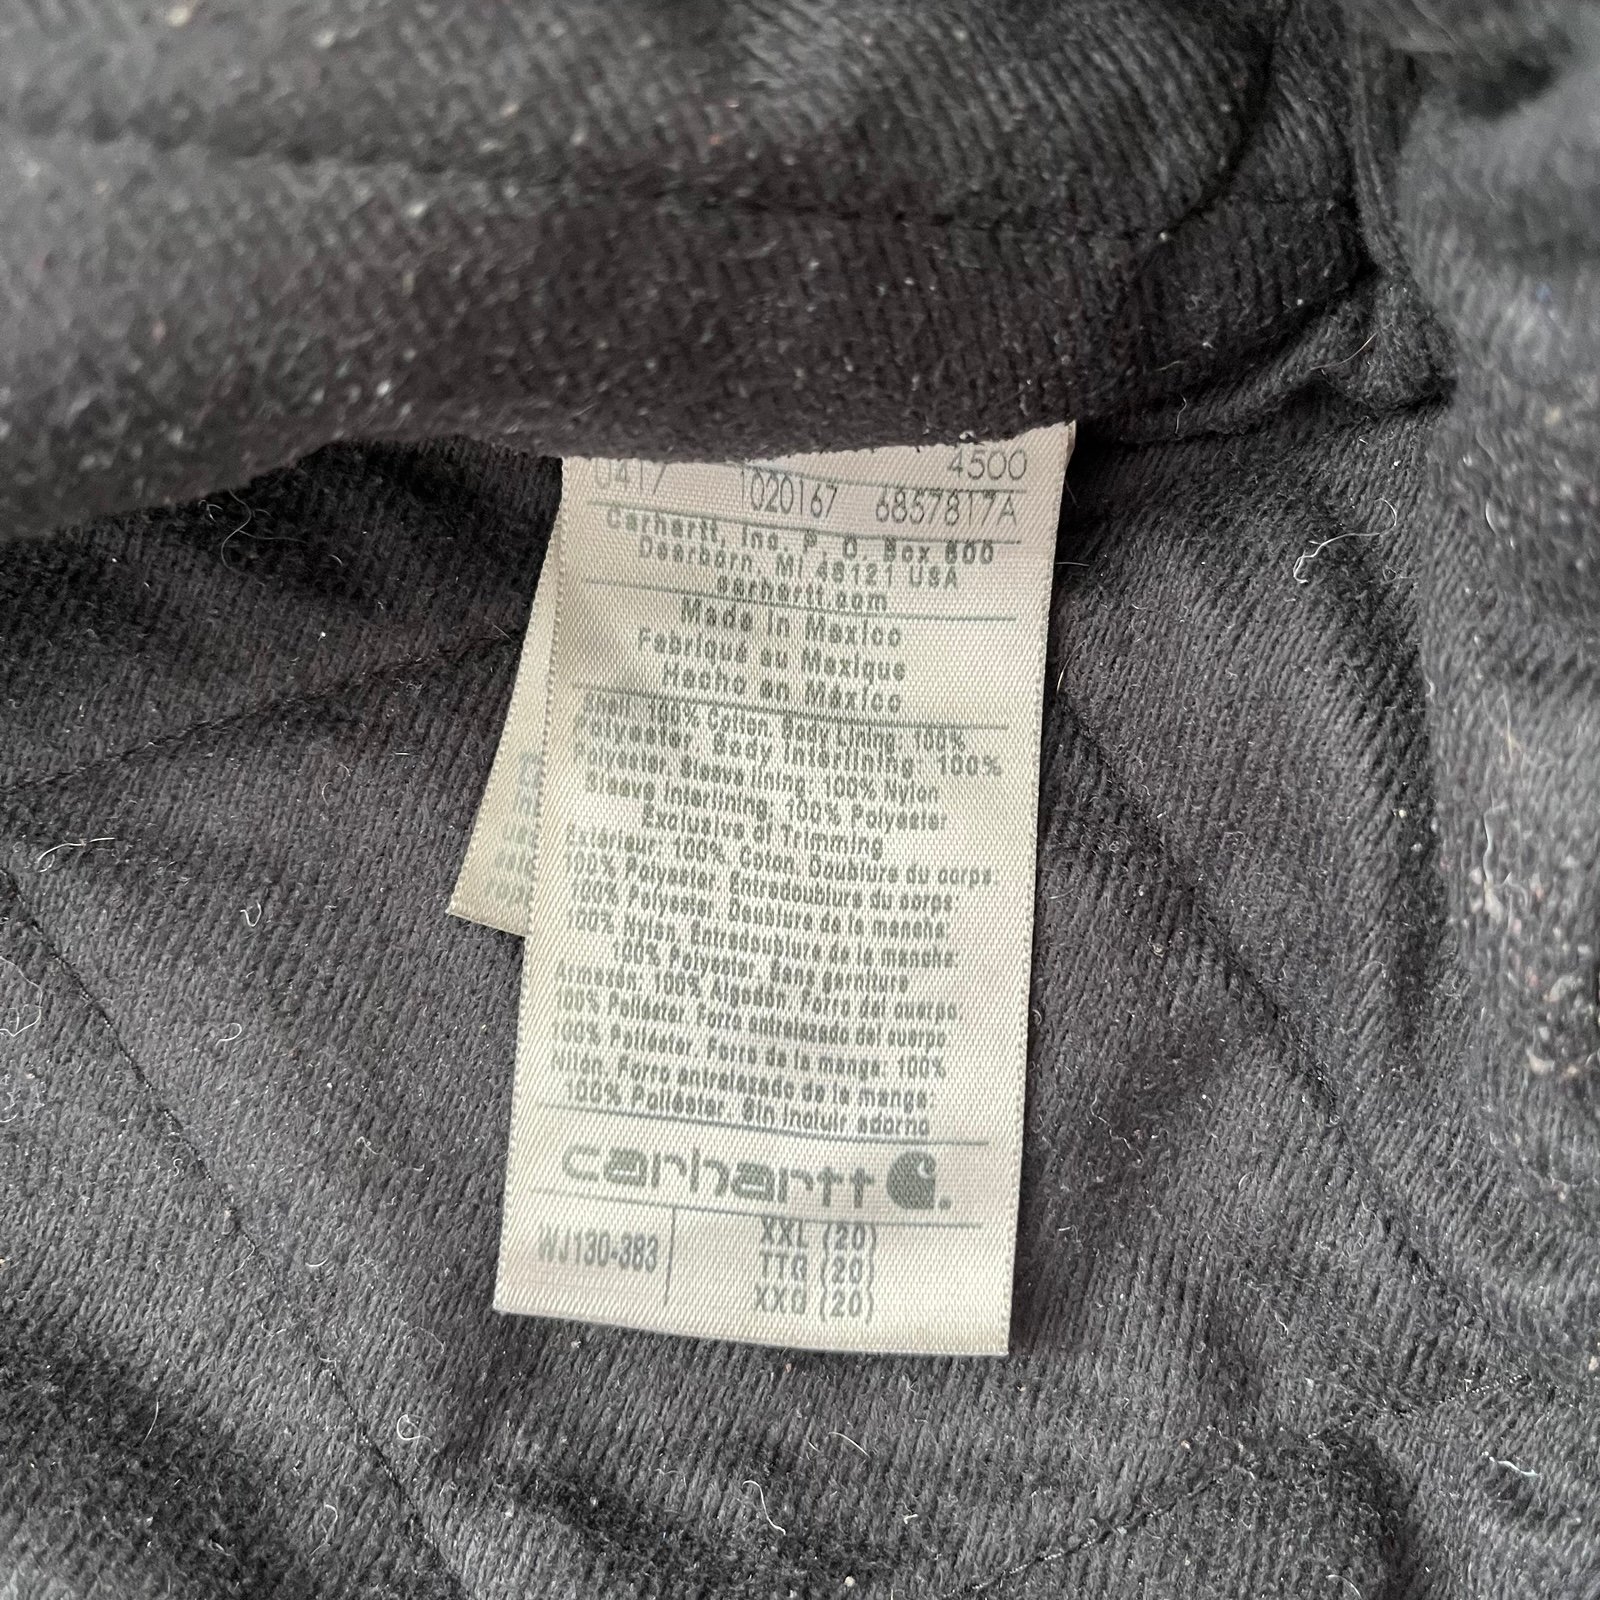 0417 4500
1020167 6857817A
Carhartt, Inc. P. O. Box 600
Dearborn, MI 48121 USA
carhartt.com
Made in Mexico
Fabriqué au Mexique
Hecho en México
Shell: 100% Cotton. Body Lining: 100%
Polyester. Body Interlining: 100%
Polyester. Sleeve lining: 100% Nylon
Sleeve Interlining: 100% Polyester
Exclusive of Trimming
Extérieur: 100% Coton. Doublure du corps:
100% Polyester. Entredoublure du corps:
100% Polyester. Doublure de la manche:
100% Nylon. Entredoublure de la manche:
100% Polyester. Sans garniture
Armazón: 100% Algodón. Forro del cuerpo
100% Poliéster. Forro entrelazado del cuerpo
100% Poliéster. Forro de la manga: 100%
Nilón. Forro entrelazado de la manga
100% Poliéster. Sin incluir adorno
carhartt
WJ130-383 XXL (20)
TTG (20)
XXG (20)